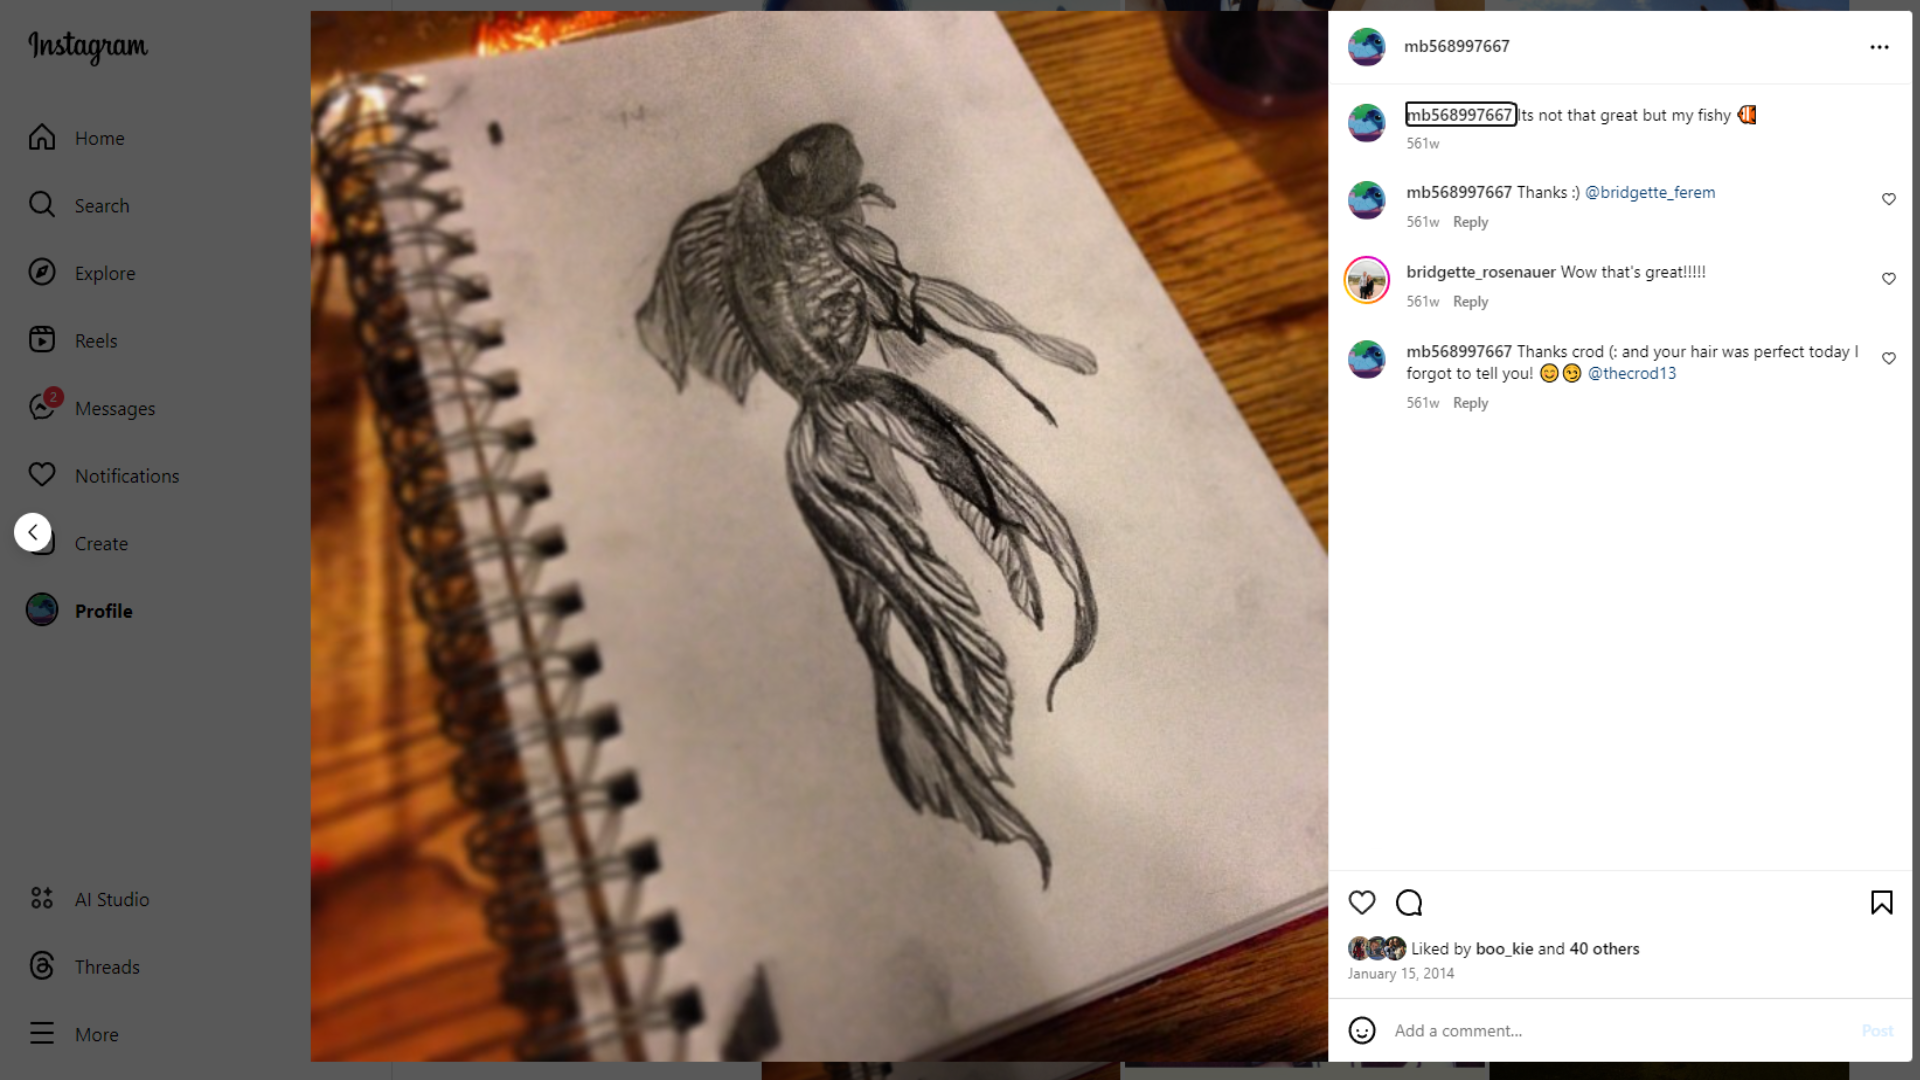 Instagram
Home
Search
Explore
Reels
2
Messages
Notifications
Create
Profile
AI Studio
Threads
More
mb568997667
mb568997667 Its not that great but my fishy
561w
mb568997667 Thanks :) @bridgette_ferem
561w Reply
bridgette_rosenauer Wow that's great!!!!!
561w Reply
mb568997667 Thanks crod (: and your hair was perfect today I
forgot to tell you! 😊😏 @thecrod13
561w Reply
Liked by boo_kie and 40 others
January 15, 2014
Add a comment...
Post